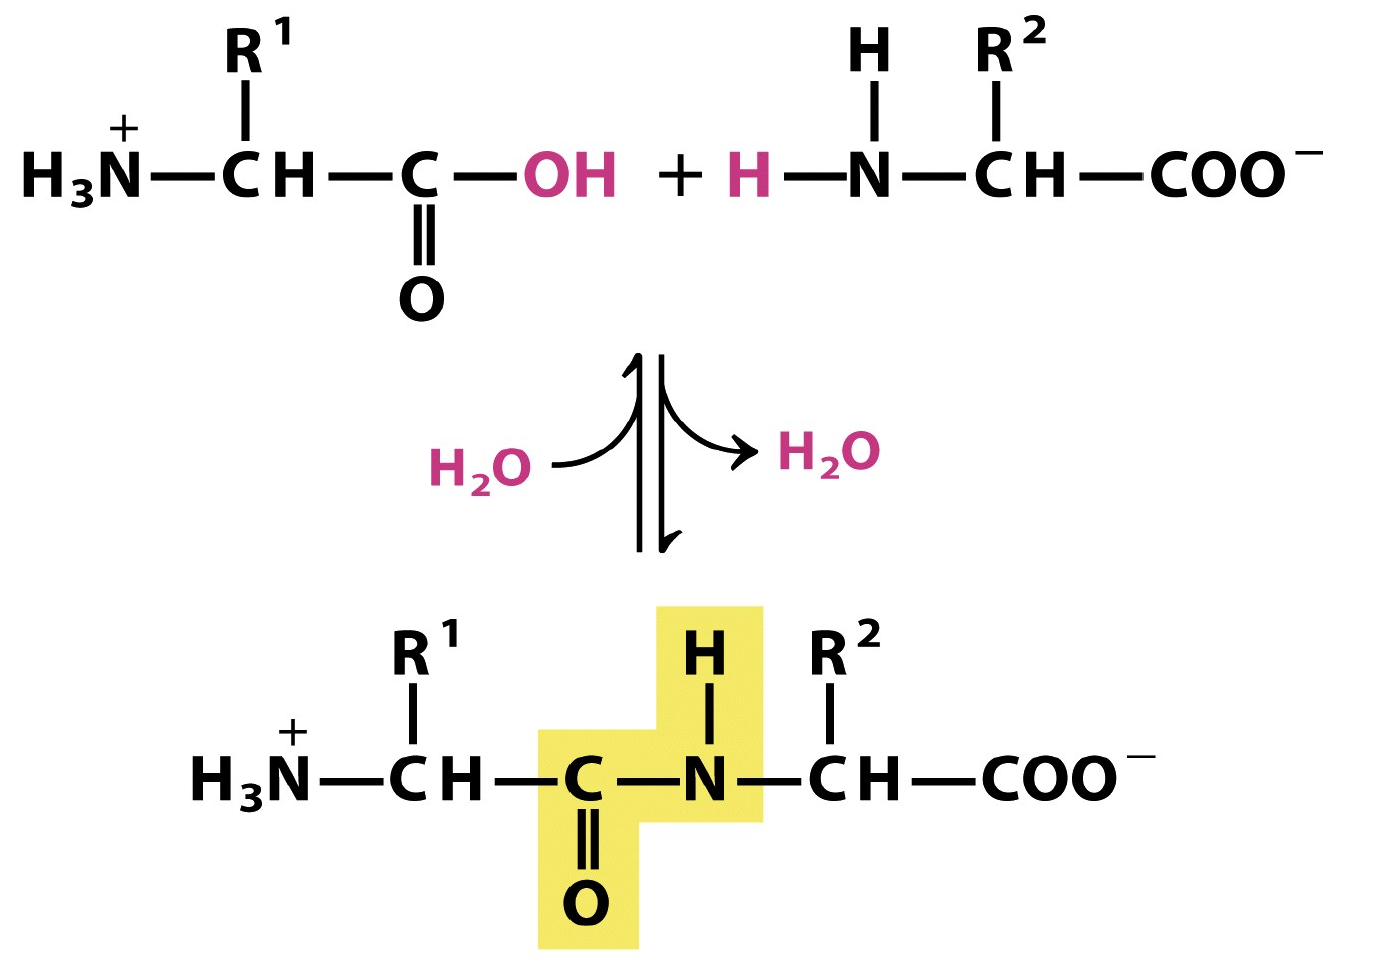 R¹ H R²
H₃N⁺—CH—C—OH + H—N—CH—COO⁻
O
H₂O H₂O
R¹ H R²
H₃N⁺—CH—C—N—CH—COO⁻
O